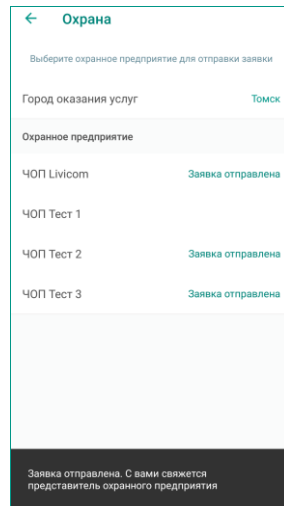 Охрана
Выберите охранное предприятие для отправки заявки
Город оказания услуг Томск
Охранное предприятие
ЧОП Livicom Заявка отправлена
ЧОП Тест 1
ЧОП Тест 2 Заявка отправлена
ЧОП Тест 3 Заявка отправлена
Заявка отправлена. С вами свяжется
представитель охранного предприятия